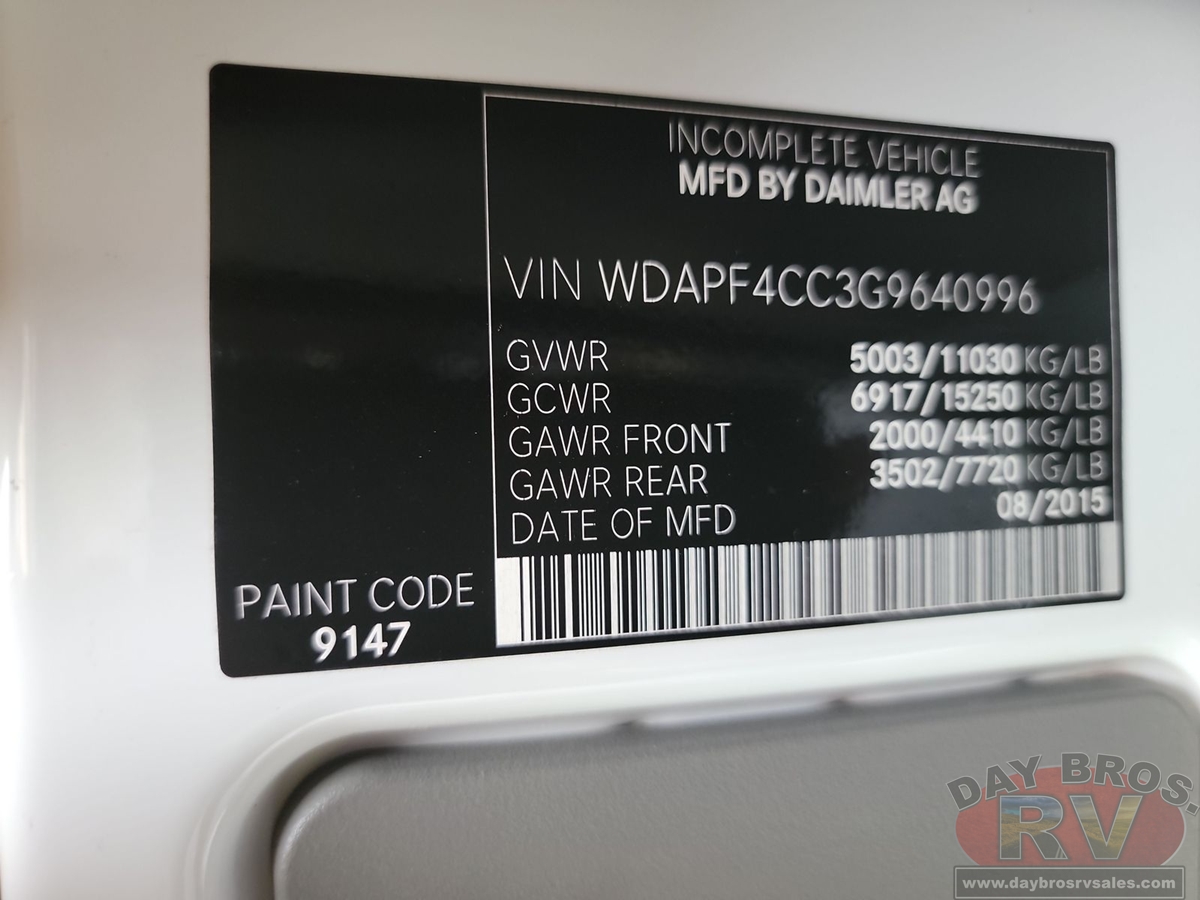 INCOMPLETE VEHICLE
MFD BY DAIMLER AG
VIN WDAPF4CC3G9640996
GVWR 5003/11030 KG/LB
GCWR 6917/15250 KG/LB
GAWR FRONT 2000/4410 KG/LB
GAWR REAR 3502/7720 KG/LB
DATE OF MFD 08/2015
PAINT CODE
9147
DAY BROS.
RV
www.daybrosrvsales.com